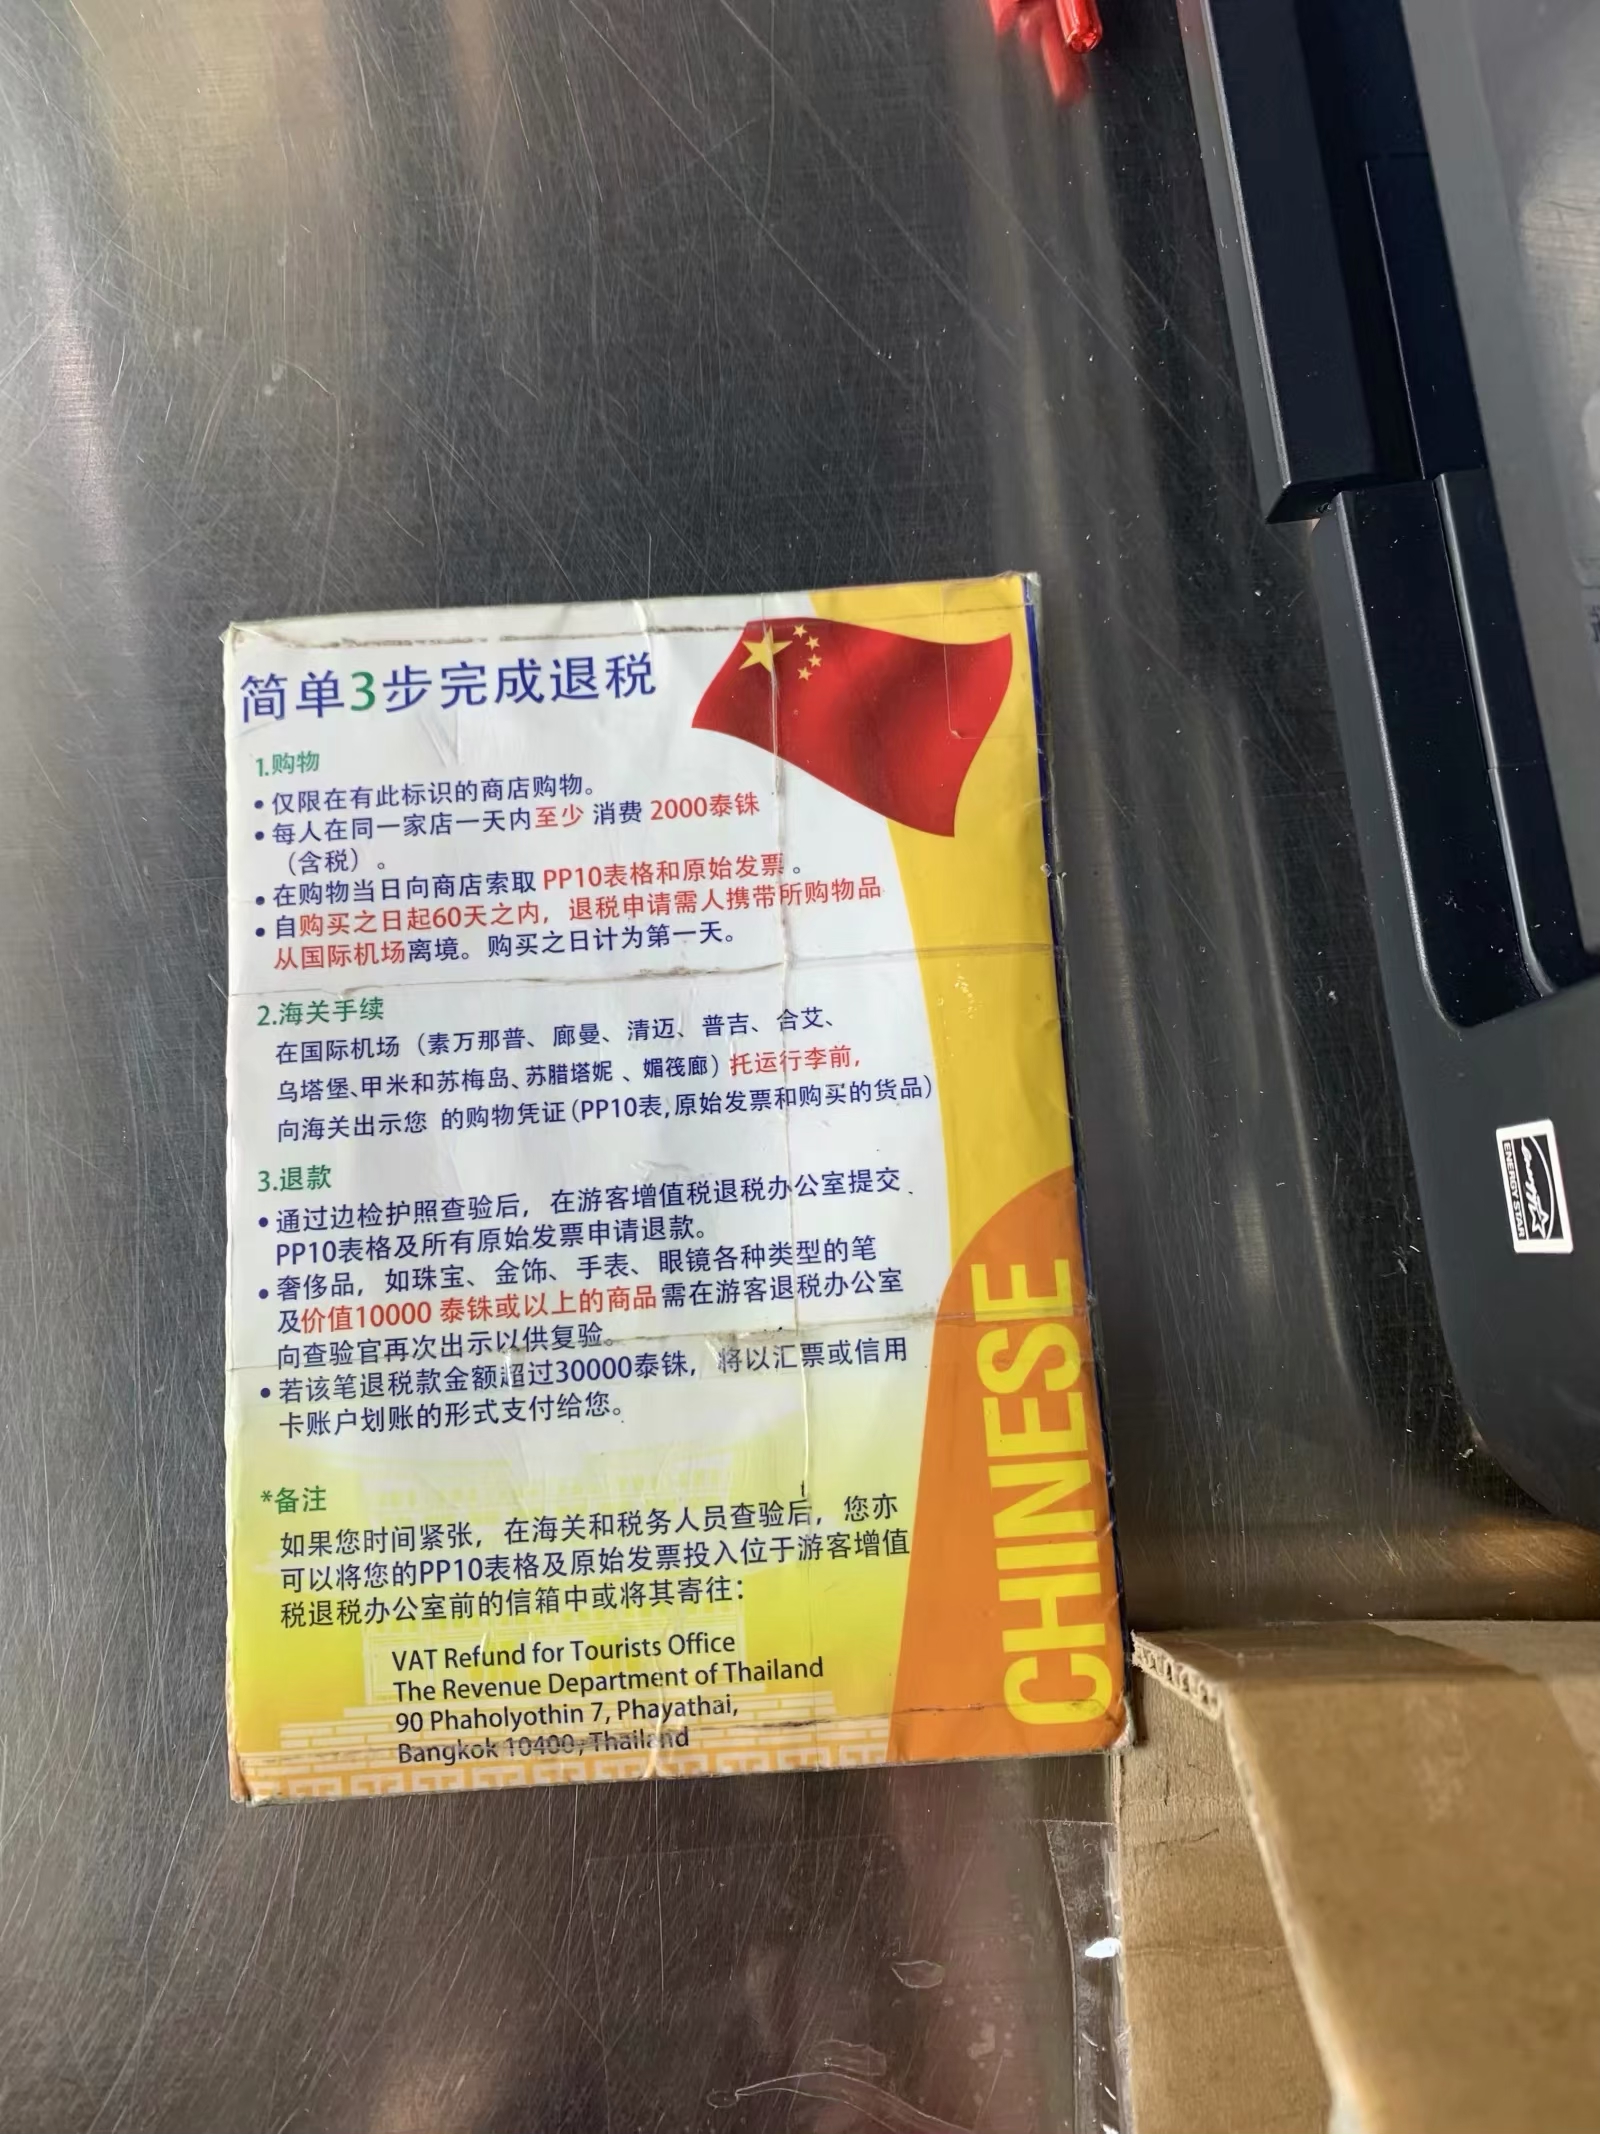 简单3步完成退税
1.购物
• 仅限在有此标识的商店购物。
• 每人在同一家店一天内至少 消费 2000泰铢
（含税）。
• 在购物当日向商店索取 PP10表格和原始发票 。
• 自购买之日起60天之内，退税申请需人携带所购物品
从国际机场离境。购买之日计为第一天。
2.海关手续
在国际机场（素万那普、廊曼、清迈、普吉、合艾、
乌塔堡、甲米和苏梅岛、苏腊塔妮 、媚筏廊）托运行李前，
向海关出示您 的购物凭证（PP10表,原始发票和购买的货品）
3.退款
• 通过边检护照查验后，在游客增值税退税办公室提交
PP10表格及所有原始发票申请退款。
• 奢侈品，如珠宝、金饰、手表、眼镜各种类型的笔
及价值10000 泰铢或以上的商品需在游客退税办公室
向查验官再次出示以供复验。
• 若该笔退税款金额超过30000泰铢，将以汇票或信用
卡账户划账的形式支付给您。
*备注
如果您时间紧张，在海关和税务人员查验后，您亦
可以将您的PP10表格及原始发票投入位于游客增值
税退税办公室前的信箱中或将其寄往：
VAT Refund for Tourists Office
The Revenue Department of Thailand
90 Phaholyothin 7, Phayathai,
Bangkok 10400, Thailand
CHINESE
energy
ENERGY STAR